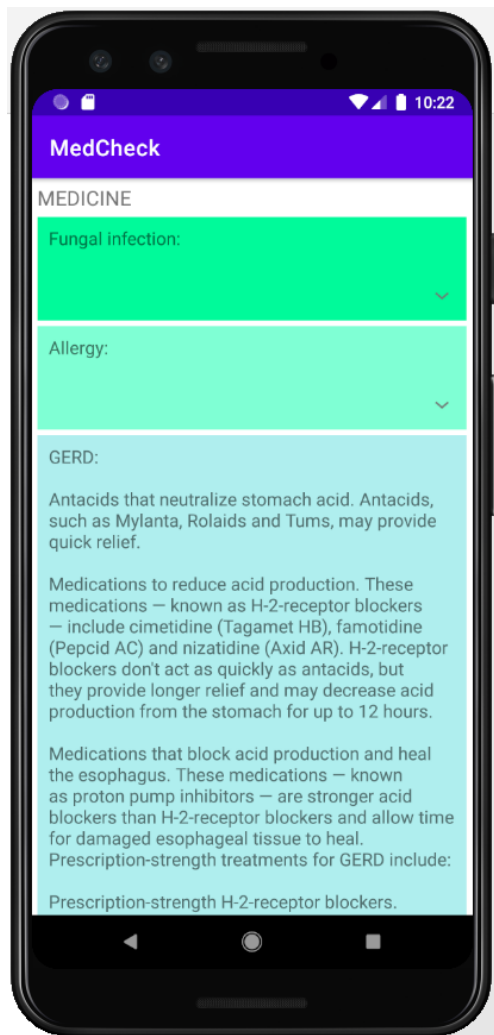 10:22
MedCheck
MEDICINE
Fungal infection:
Allergy:
GERD:
Antacids that neutralize stomach acid. Antacids,
such as Mylanta, Rolaids and Tums, may provide
quick relief.
Medications to reduce acid production. These
medications — known as H-2-receptor blockers
— include cimetidine (Tagamet HB), famotidine
(Pepcid AC) and nizatidine (Axid AR). H-2-receptor
blockers don't act as quickly as antacids, but
they provide longer relief and may decrease acid
production from the stomach for up to 12 hours.
Medications that block acid production and heal
the esophagus. These medications — known
as proton pump inhibitors — are stronger acid
blockers than H-2-receptor blockers and allow time
for damaged esophageal tissue to heal.
Prescription-strength treatments for GERD include:
Prescription-strength H-2-receptor blockers.